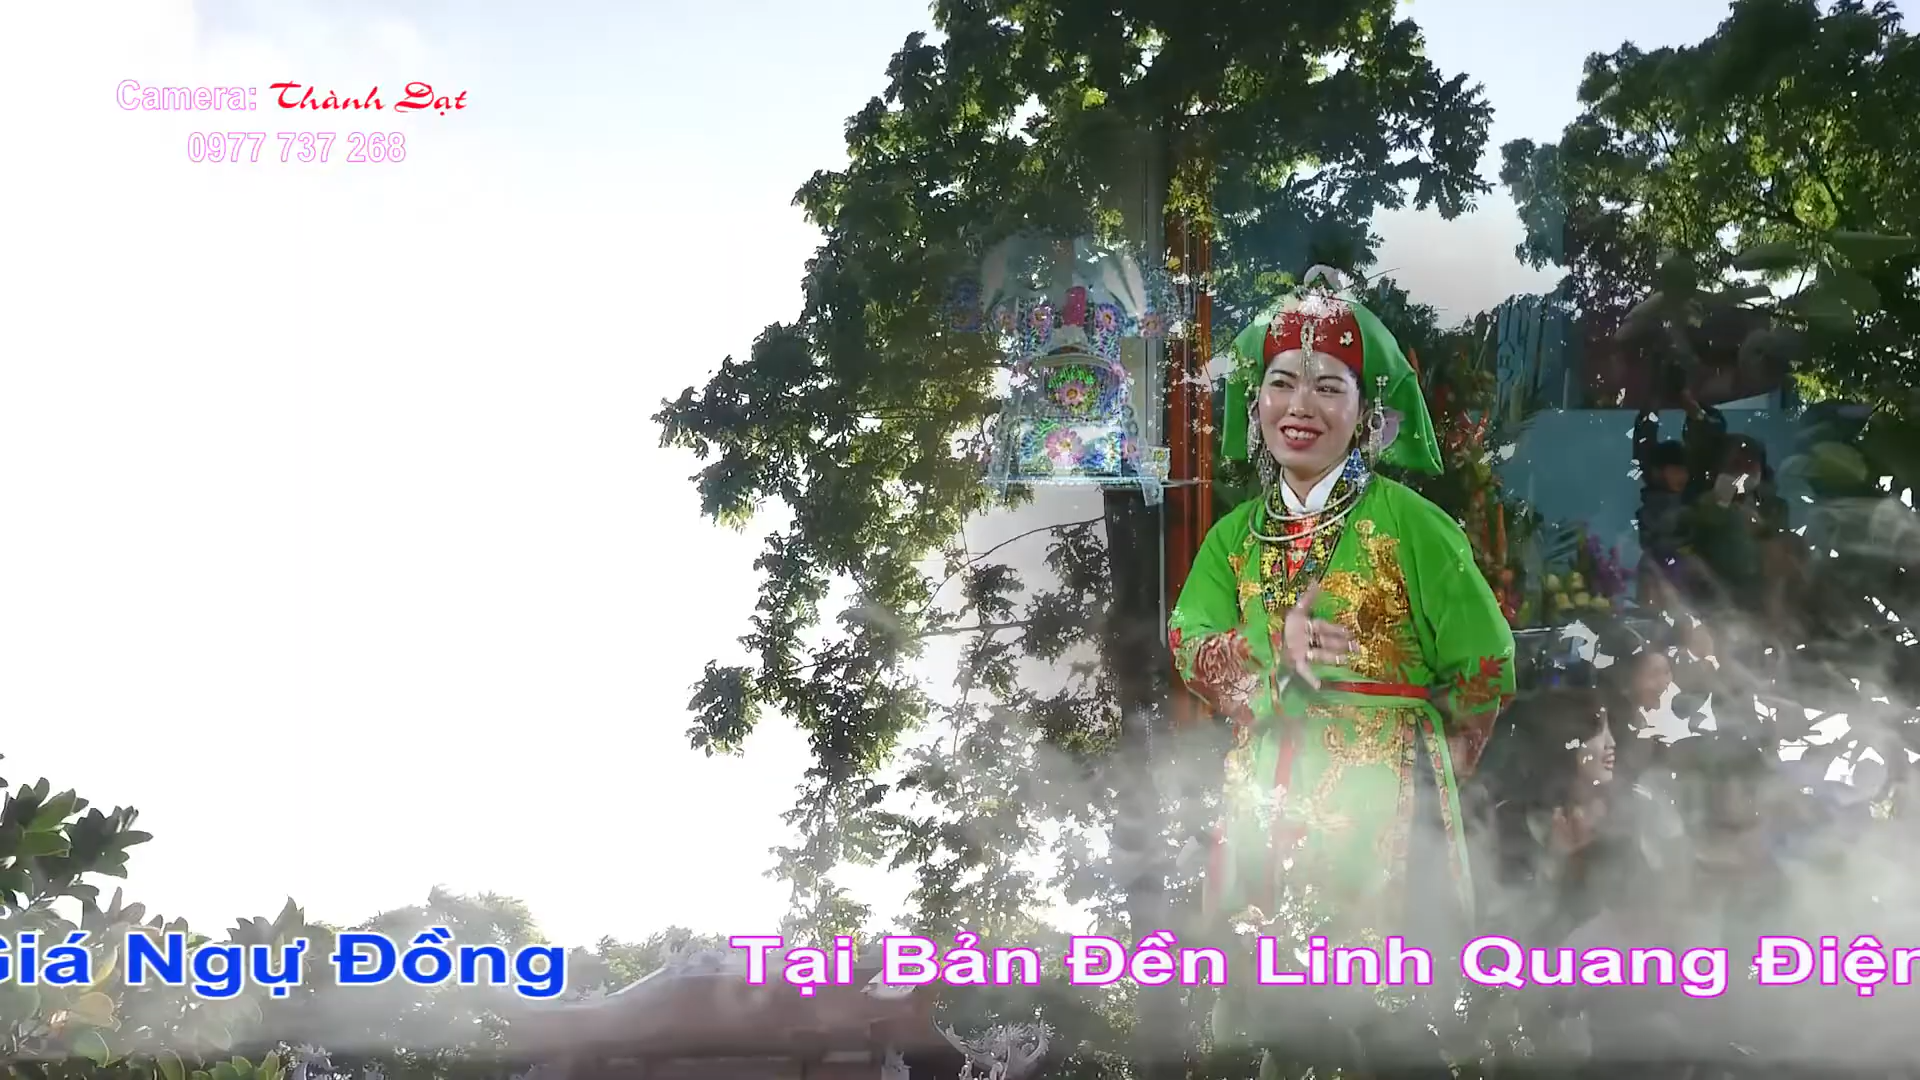 Camera: Thành Đạt
0977 737 268
Giá Ngự Đồng Tại Bản Đền Linh Quang Điện